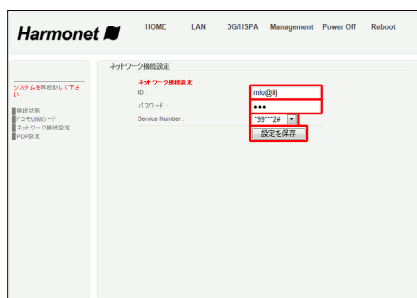 Harmonet
HOME LAN 3G/HSPA Management Power Off Reboot
システムを再起動して下さい
接続状態
ドコモUIMカード
ネットワーク接続設定
PDP設定
ネットワーク接続設定
ネットワーク接続設定
ID :
パスワード :
●●●
Service Number :
*99***2#
設定を保存